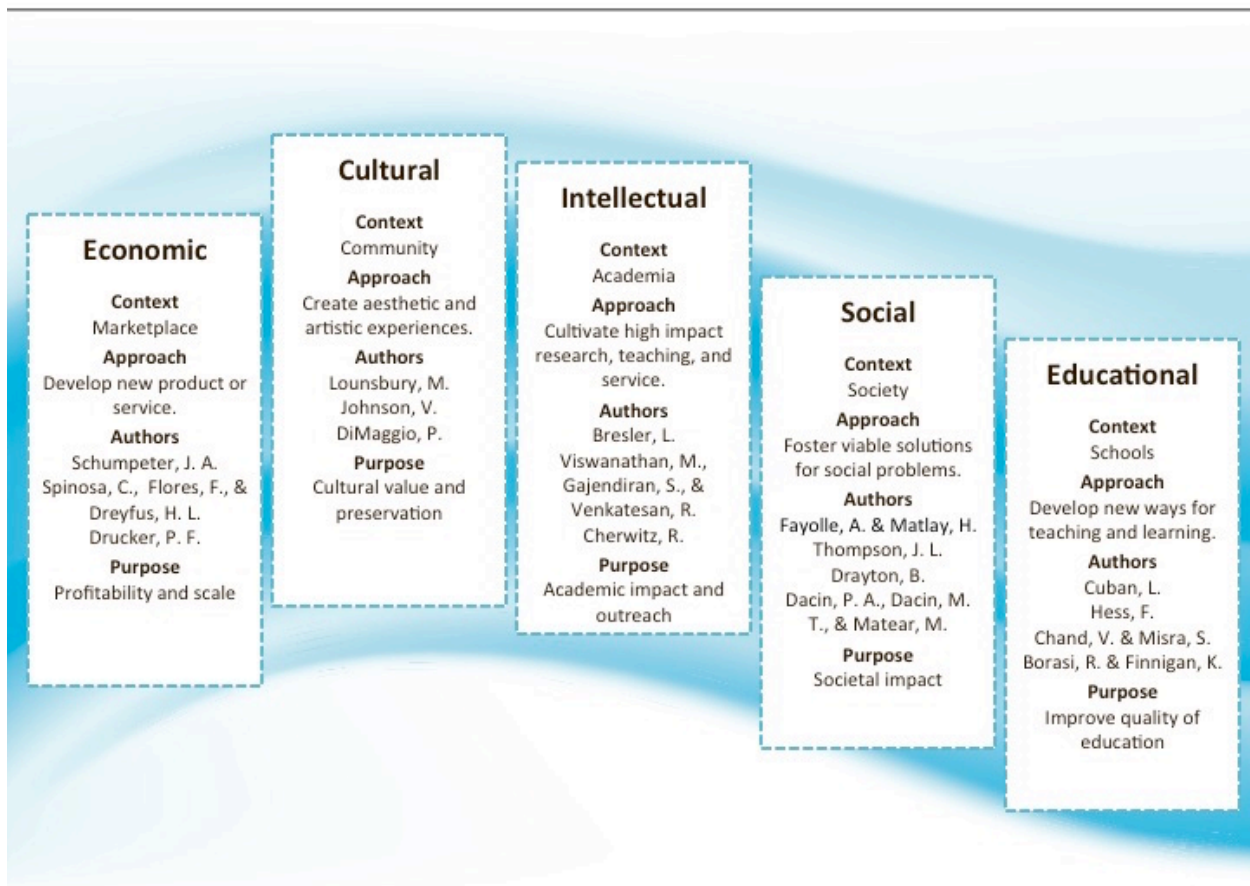 Economic
Context
Marketplace
Approach
Develop new product or
service.
Authors
Schumpeter, J. A.
Spinosa, C., Flores, F., &
Dreyfus, H. L.
Drucker, P. F.
Purpose
Profitability and scale
Cultural
Context
Community
Approach
Create aesthetic and
artistic experiences.
Authors
Lounsbury, M.
Johnson, V.
DiMaggio, P.
Purpose
Cultural value and
preservation
Intellectual
Context
Academia
Approach
Cultivate high impact
research, teaching, and
service.
Authors
Bresler, L.
Viswanathan, M.,
Gajendiran, S., &
Venkatesan, R.
Cherwitz, R.
Purpose
Academic impact and
outreach
Social
Context
Society
Approach
Foster viable solutions
for social problems.
Authors
Fayolle, A. & Matlay, H.
Thompson, J. L.
Drayton, B.
Dacin, P. A., Dacin, M.
T., & Matear, M.
Purpose
Societal impact
Educational
Context
Schools
Approach
Develop new ways for
teaching and learning.
Authors
Cuban, L.
Hess, F.
Chand, V. & Misra, S.
Borasi, R. & Finnigan, K.
Purpose
Improve quality of
education